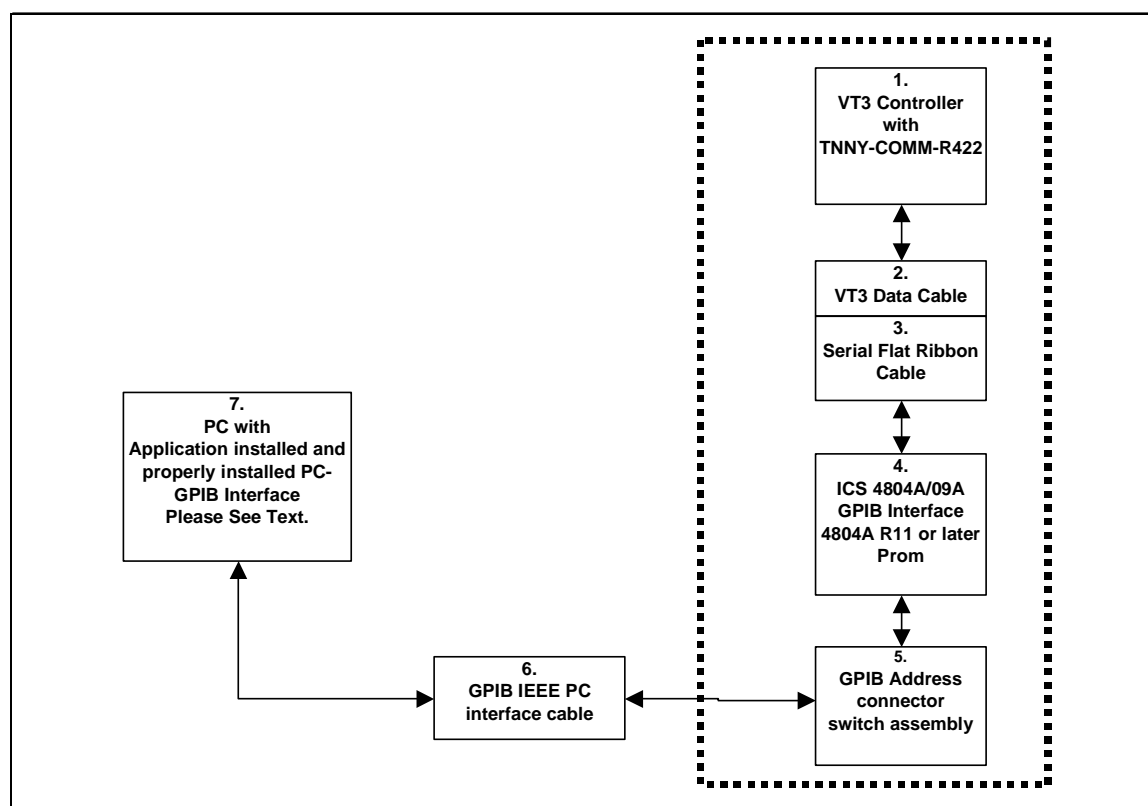 1.
VT3 Controller
with
TNNY-COMM-R422
2.
VT3 Data Cable
3.
Serial Flat Ribbon
Cable
4.
ICS 4804A/09A
GPIB Interface
4804A R11 or later
Prom
5.
GPIB Address
connector
switch assembly
6.
GPIB IEEE PC
interface cable
7.
PC with
Application installed and
properly installed PC-
GPIB Interface
Please See Text.